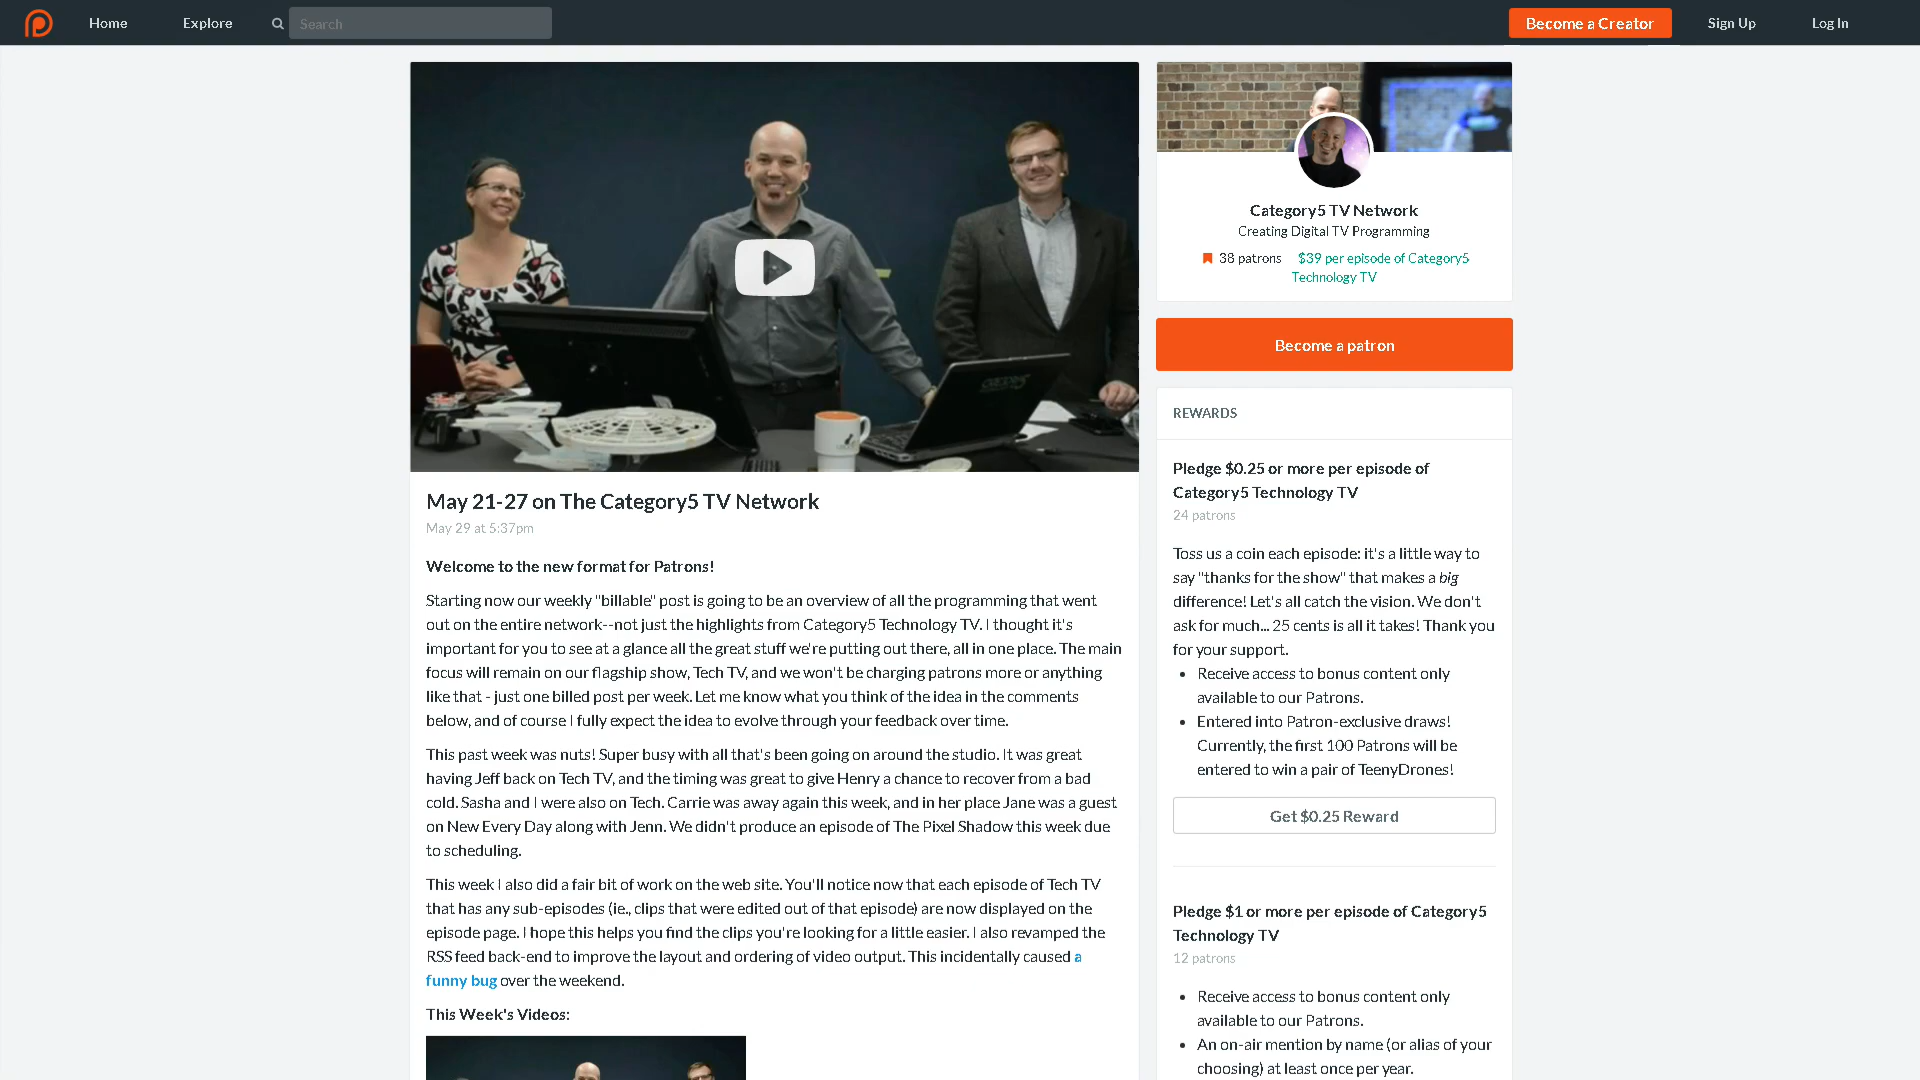 Home
Explore
Search
Become a Creator
Sign Up
Log In
May 21-27 on The Category5 TV Network
May 29 at 5:37pm
Welcome to the new format for Patrons!
Starting now our weekly "billable" post is going to be an overview of all the programming that went
out on the entire network--not just the highlights from Category5 Technology TV. I thought it's
important for you to see at a glance all the great stuff we're putting out there, all in one place. The main
focus will remain on our flagship show, Tech TV, and we won't be charging patrons more or anything
like that - just one billed post per week. Let me know what you think of the idea in the comments
below, and of course I fully expect the idea to evolve through your feedback over time.
This past week was nuts! Super busy with all that's been going on around the studio. It was great
having Jeff back on Tech TV, and the timing was great to give Henry a chance to recover from a bad
cold. Sasha and I were also on Tech. Carrie was away again this week, and in her place Jane was a guest
on New Every Day along with Jenn. We didn't produce an episode of The Pixel Shadow this week due
to scheduling.
This week I also did a fair bit of work on the web site. You'll notice now that each episode of Tech TV
that has any sub-episodes (ie., clips that were edited out of that episode) are now displayed on the
episode page. I hope this helps you find the clips you're looking for a little easier. I also revamped the
RSS feed back-end to improve the layout and ordering of video output. This incidentally caused a
funny bug over the weekend.
This Week's Videos:
Category5 TV Network
Creating Digital TV Programming
38 patrons $39 per episode of Category5
Technology TV
Become a patron
REWARDS
Pledge $0.25 or more per episode of
Category5 Technology TV
24 patrons
Toss us a coin each episode: it's a little way to
say "thanks for the show" that makes a big
difference! Let's all catch the vision. We don't
ask for much... 25 cents is all it takes! Thank you
for your support.
• Receive access to bonus content only
available to our Patrons.
• Entered into Patron-exclusive draws!
Currently, the first 100 Patrons will be
entered to win a pair of TeenyDrones!
Get $0.25 Reward
Pledge $1 or more per episode of Category5
Technology TV
12 patrons
• Receive access to bonus content only
available to our Patrons.
• An on-air mention by name (or alias of your
choosing) at least once per year.